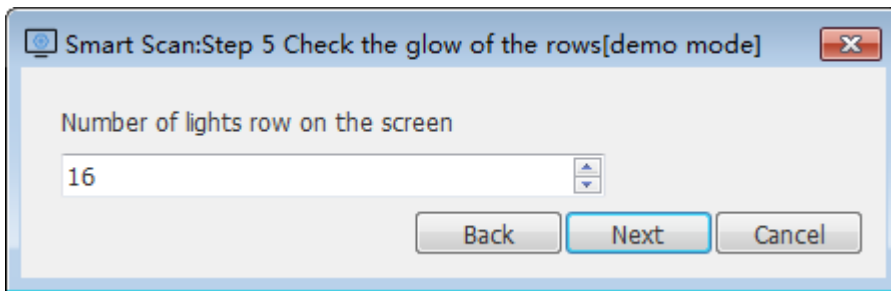 Smart Scan:Step 5 Check the glow of the rows[demo mode]
Number of lights row on the screen
16
Back Next Cancel